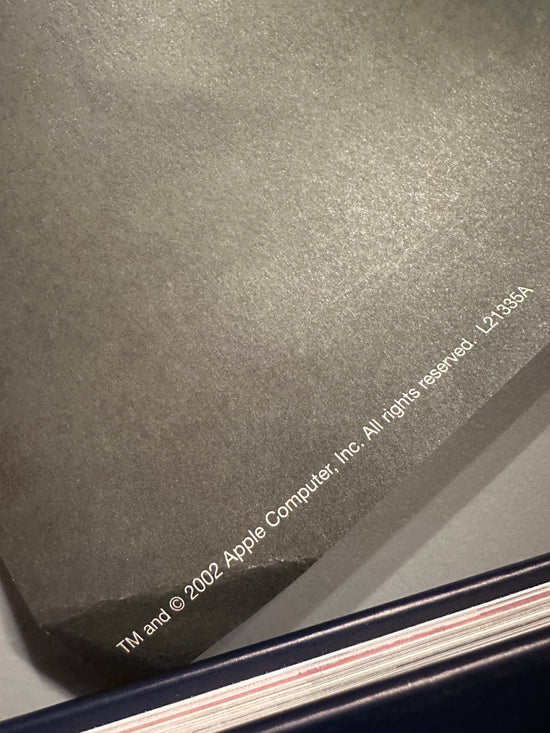 TM and © 2002 Apple Computer, Inc. All rights reserved. L21335A